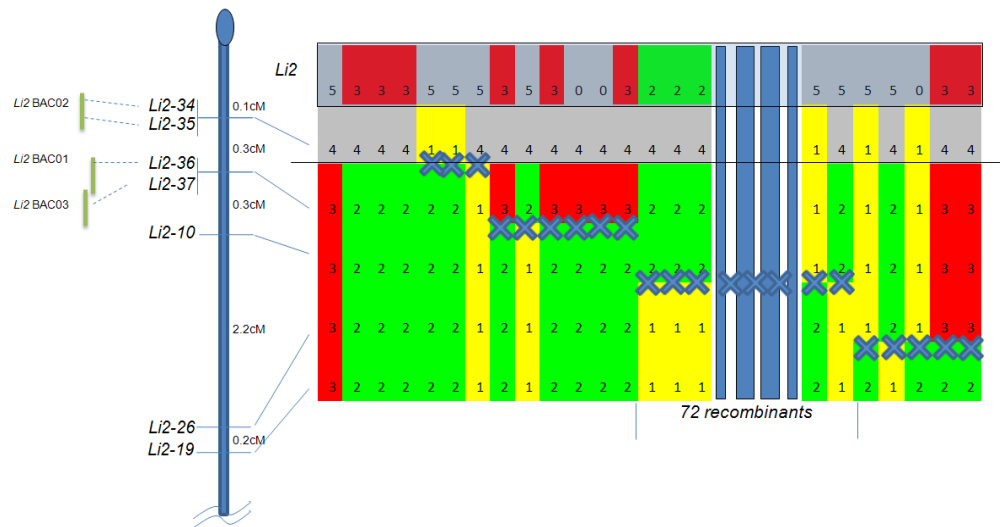 Li2
5 3 3 3 5 5 5 3 5 3 0 0 3 2 2 2 5 5 5 5 0 3 3
Li2 BAC02
Li2-34
0.1cM
Li2-35
4 4 4 4 1 1 4 4 4 4 4 4 4 4 4 4 1 4 1 4 1 4 4
0.3cM
Li2 BAC01
Li2-36
Li2-37
Li2 BAC03
0.3cM
3 2 2 2 2 2 1 3 2 3 3 3 3 2 2 2 1 2 1 2 1 3 3
Li2-10
3 2 2 2 2 2 1 2 1 2 2 2 2 2 2 2 1 2 1 2 1 3 3
2.2cM
3 2 2 2 2 2 1 2 1 2 2 2 2 1 1 1 2 1 1 2 1 3 3
3 2 2 2 2 2 1 2 1 2 2 2 2 1 1 1 2 1 2 1 2 2 2
72 recombinants
Li2-26
0.2cM
Li2-19